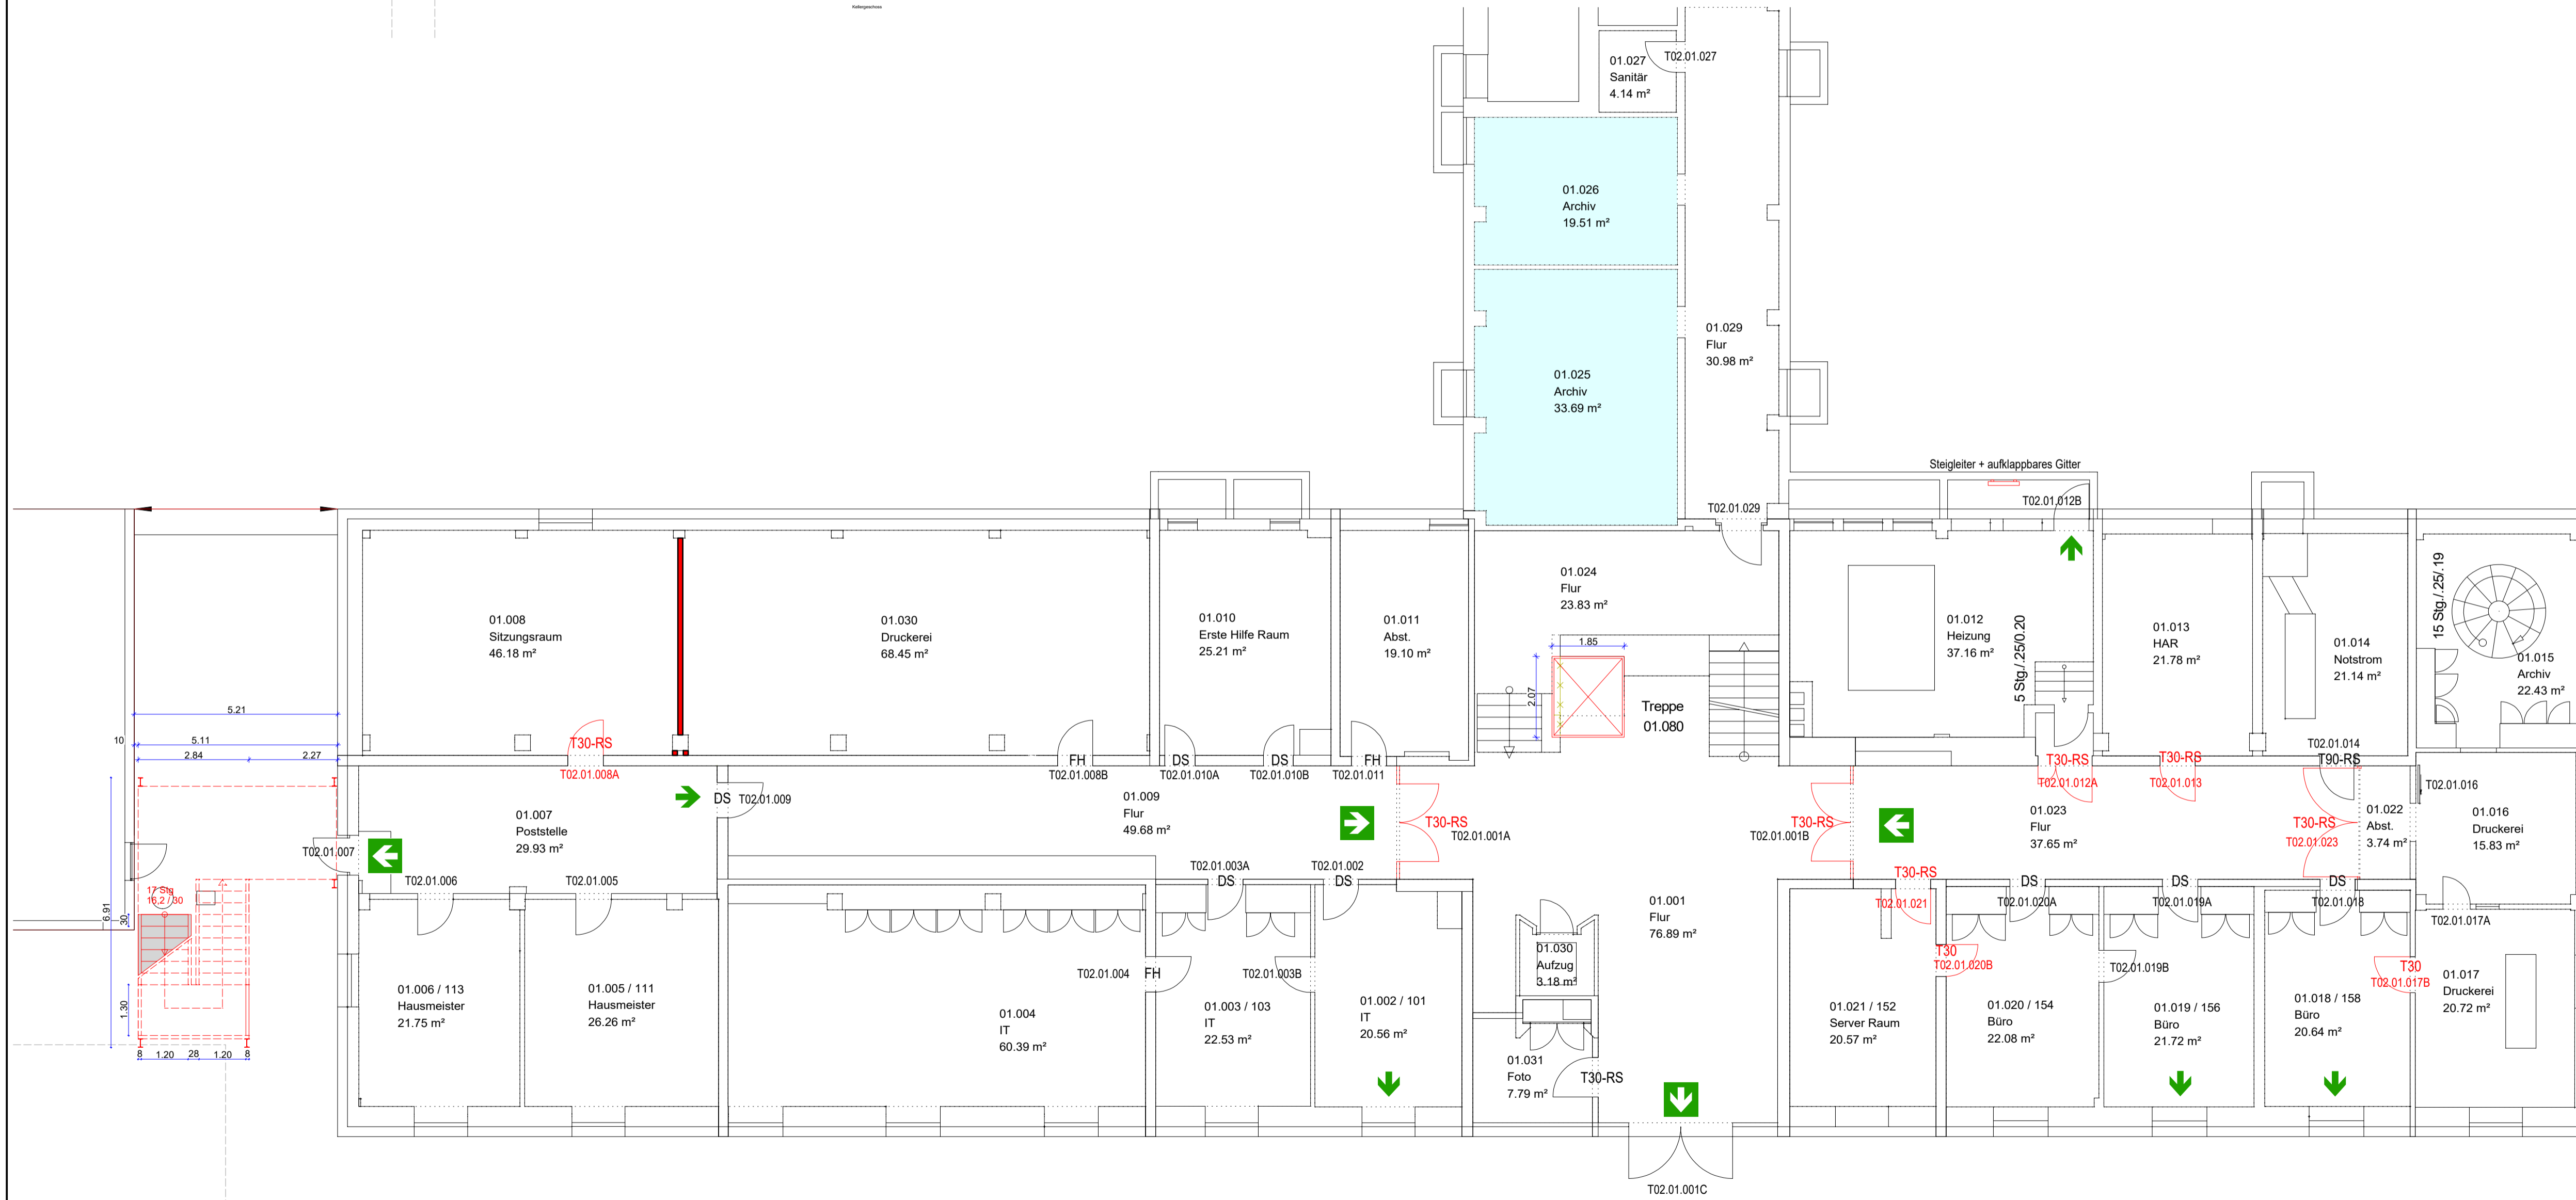 Kellergeschoss
01.027
Sanitär
4.14 m²
T02.01.027
01.026
Archiv
19.51 m²
01.029
Flur
30.98 m²
01.025
Archiv
33.69 m²
T02.01.029
Steigleiter + aufklappbares Gitter
T02.01.012B
01.008
Sitzungsraum
46.18 m²
T30-RS
T02.01.008A
01.030
Druckerei
68.45 m²
FH
T02.01.008B
01.010
Erste Hilfe Raum
25.21 m²
DS
T02.01.010A
DS
T02.01.010B
01.011
Abst.
19.10 m²
FH
T02.01.011
01.024
Flur
23.83 m²
1.85
2.07
Treppe
01.080
01.012
Heizung
37.16 m²
5 Stg./.25/0.20
T30-RS
T02.01.012A
01.013
HAR
21.78 m²
T30-RS
T02.01.013
01.014
Notstrom
21.14 m²
T02.01.014
T90-RS
15 Stg./.25/.19
01.015
Archiv
22.43 m²
5.21
10
5.11
2.84
2.27
6.91
30
1.30
17 Stg
16,2 / 30
8
1.20
28
1.20
8
T02.01.007
01.007
Poststelle
29.93 m²
DS
T02.01.009
01.009
Flur
49.68 m²
T30-RS
T02.01.001A
T30-RS
T02.01.001B
01.023
Flur
37.65 m²
T30-RS
T02.01.023
01.022
Abst.
3.74 m²
T02.01.016
01.016
Druckerei
15.83 m²
T02.01.006
T02.01.005
T02.01.003A
DS
T02.01.002
DS
T30-RS
T02.01.021
DS
T02.01.020A
DS
T02.01.019A
DS
T02.01.018
T02.01.017A
01.006 / 113
Hausmeister
21.75 m²
01.005 / 111
Hausmeister
26.26 m²
01.004
IT
60.39 m²
T02.01.004
FH
01.003 / 103
IT
22.53 m²
T02.01.003B
01.002 / 101
IT
20.56 m²
01.001
Flur
76.89 m²
01.030
Aufzug
3.18 m²
01.031
Foto
7.79 m²
T30-RS
T02.01.001C
01.021 / 152
Server Raum
20.57 m²
T30
T02.01.020B
01.020 / 154
Büro
22.08 m²
T02.01.019B
01.019 / 156
Büro
21.72 m²
01.018 / 158
Büro
20.64 m²
T30
T02.01.017B
01.017
Druckerei
20.72 m²